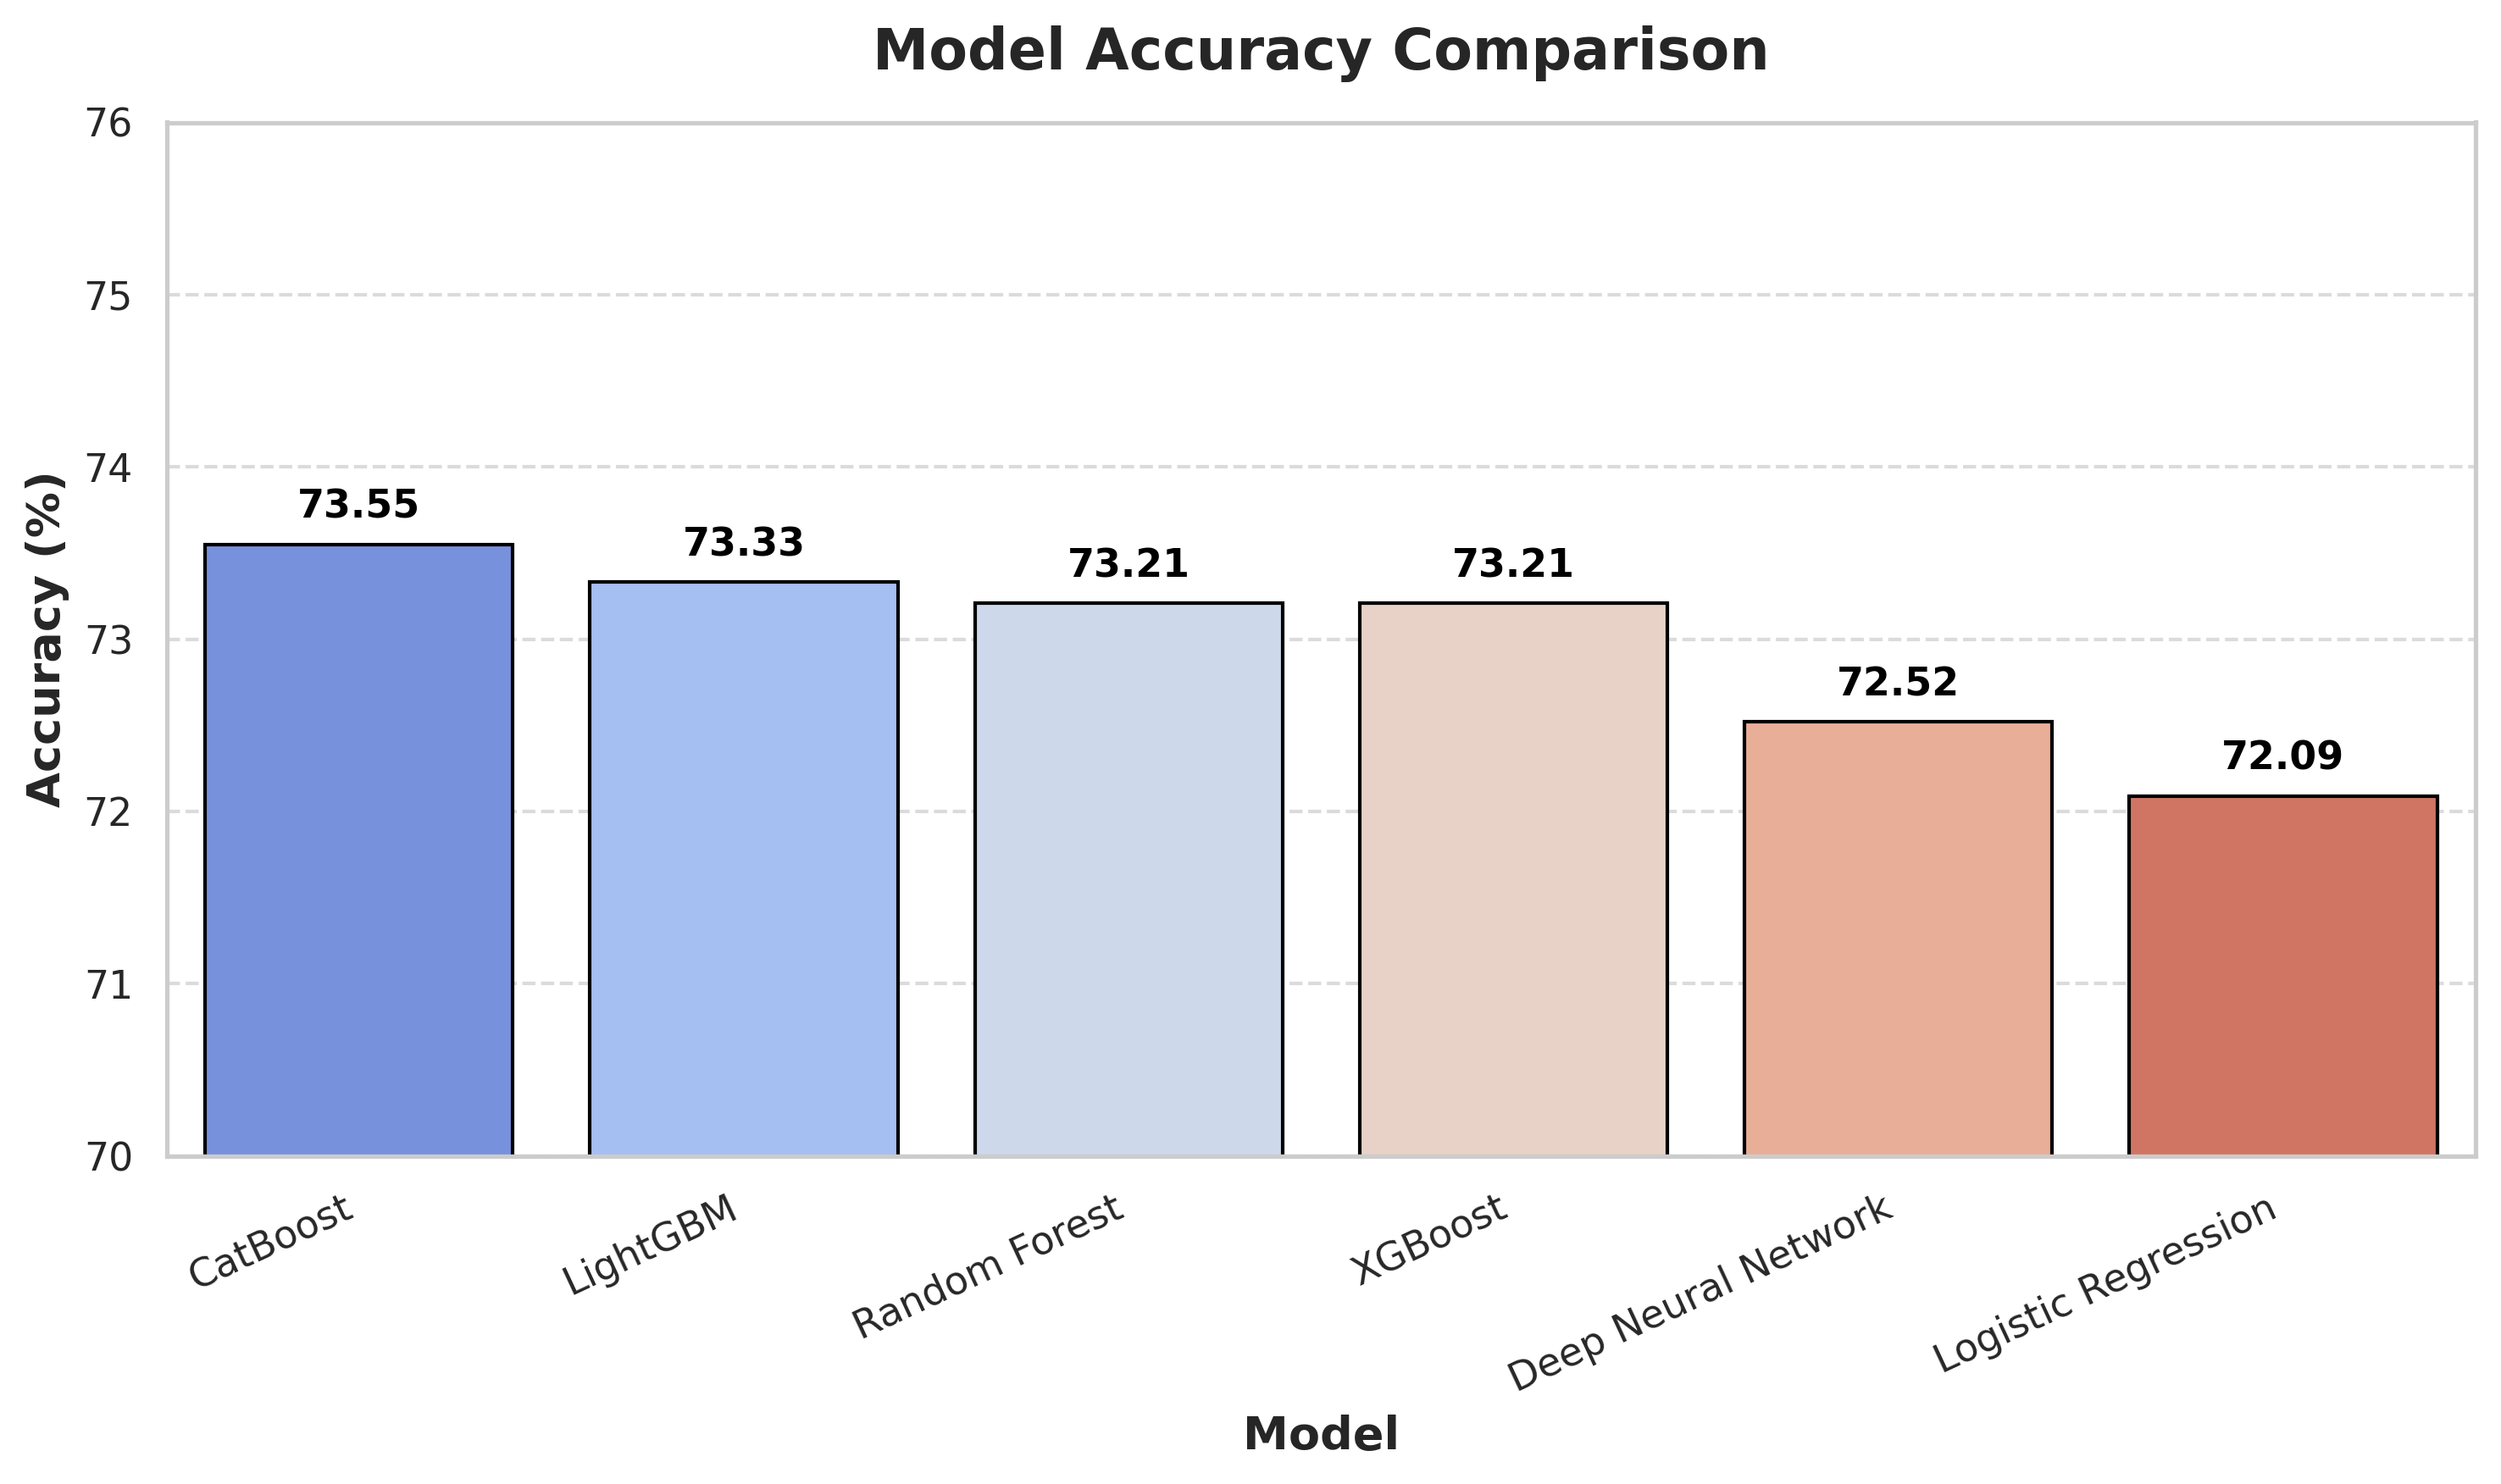 Model Accuracy Comparison
Accuracy (%)
76
75
74
73
72
71
70
73.55
73.33
73.21
73.21
72.52
72.09
CatBoost
LightGBM
Random Forest
XGBoost
Deep Neural Network
Logistic Regression
Model